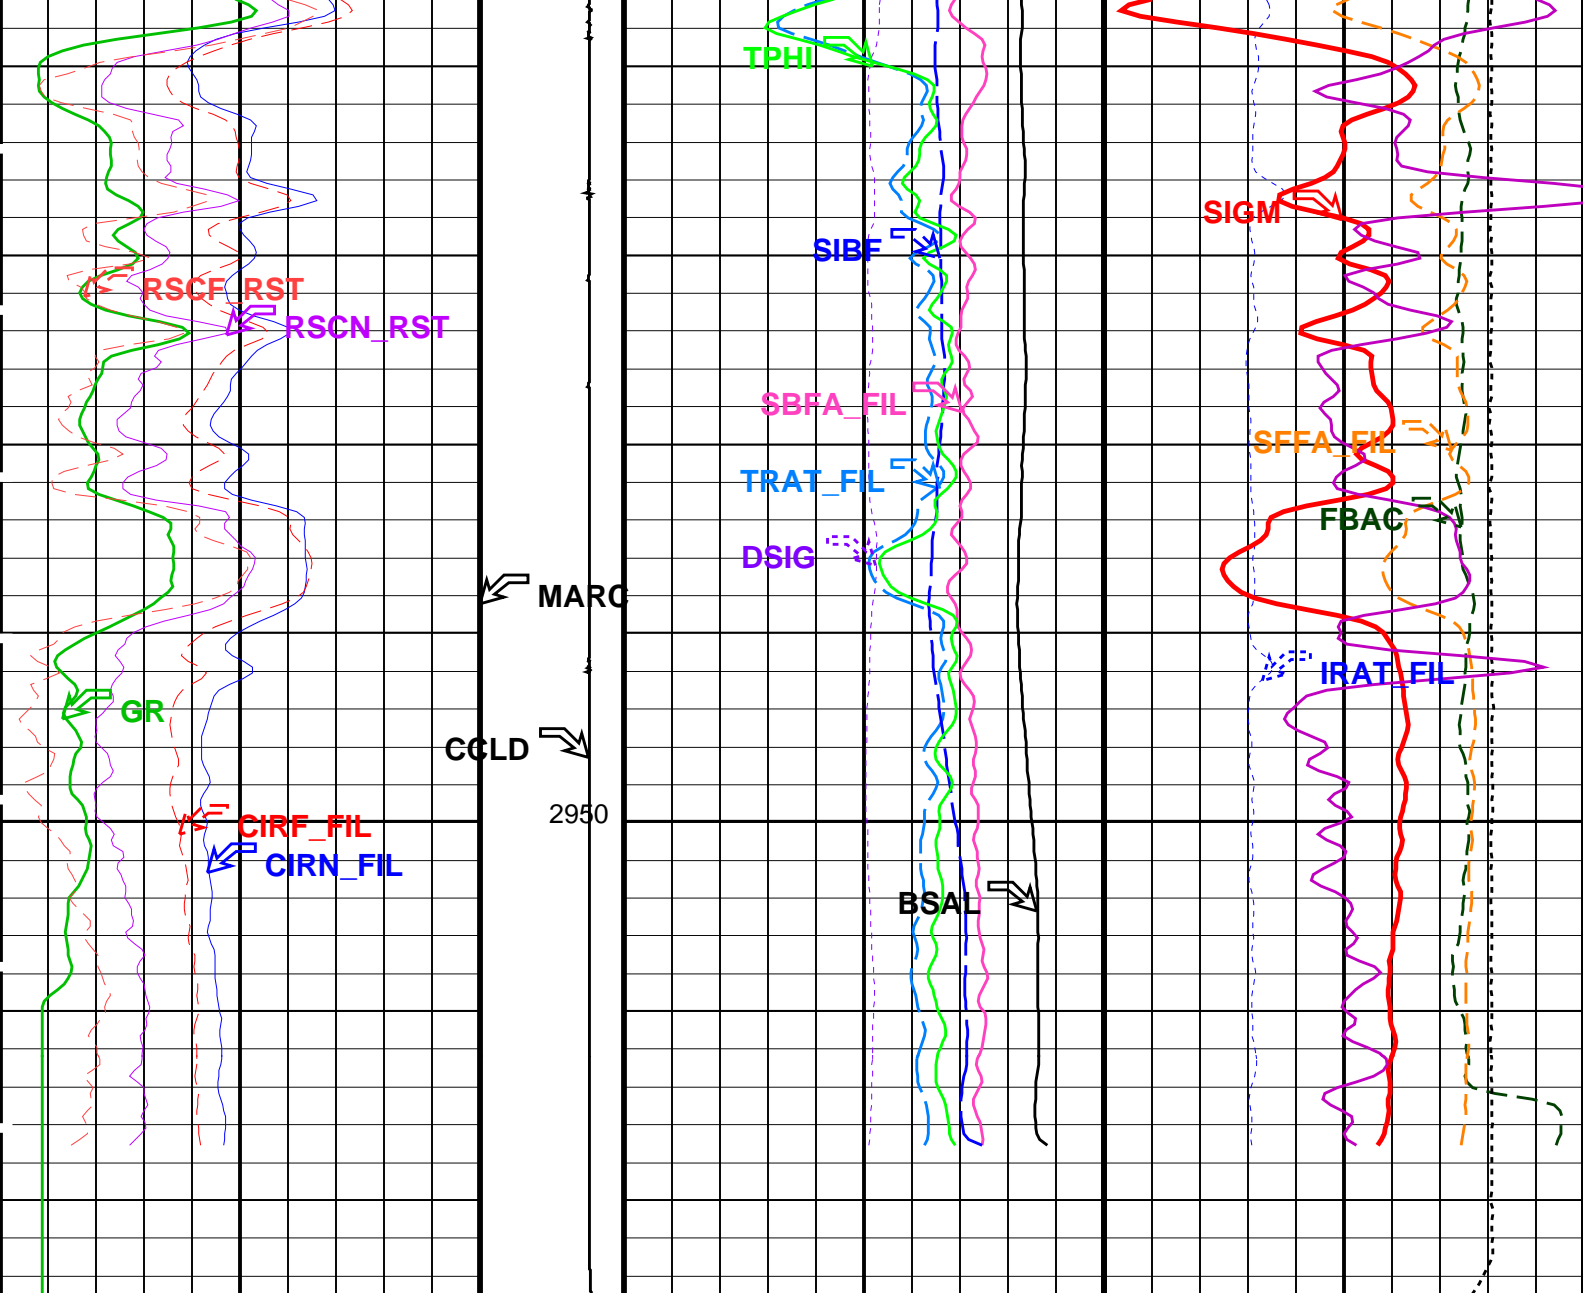 TPHI
SIGM
SIBF
RSCF_RST
RSCN_RST
SBFA_FIL
SFFA_FIL
TRAT_FIL
FBAC
DSIG
MARC
IRAT_FIL
GR
CCLD
2950
CIRF_FIL
CIRN_FIL
BSAL